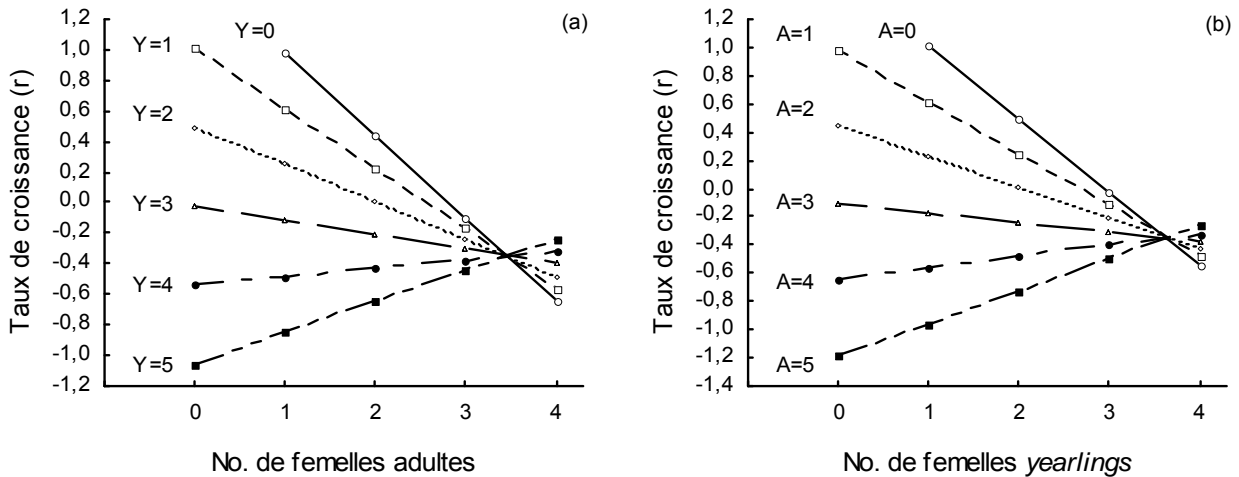 (a)
Taux de croissance (r)
1,2
1,0
0,8
0,6
0,4
0,2
0,0
-0,2
-0,4
-0,6
-0,8
-1,0
-1,2
Y=0
Y=1
Y=2
Y=3
Y=4
Y=5
0 1 2 3 4
No. de femelles adultes
(b)
Taux de croissance (r)
1,2
1,0
0,8
0,6
0,4
0,2
0,0
-0,2
-0,4
-0,6
-0,8
-1,0
-1,2
-1,4
A=0
A=1
A=2
A=3
A=4
A=5
0 1 2 3 4
No. de femelles yearlings